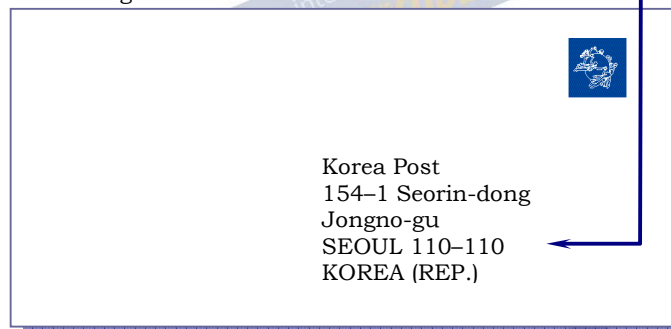 Korea Post
154–1 Seorin-dong
Jongno-gu
SEOUL 110–110
KOREA (REP.)